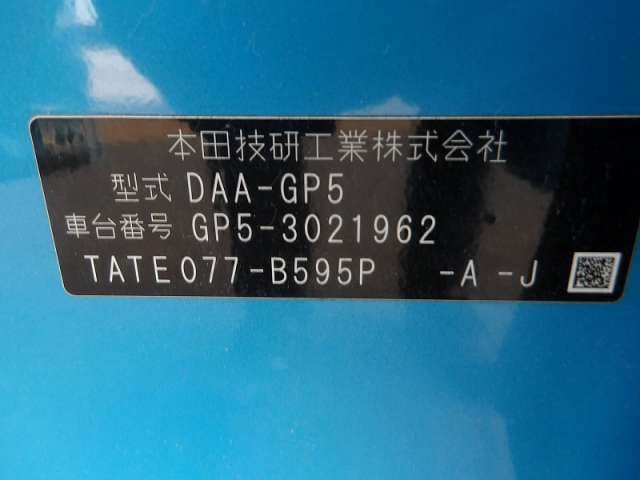 本田技研工業株式会社
型式 DAA-GP5
車台番号 GP5-3021962
TATE077-B595P -A -J